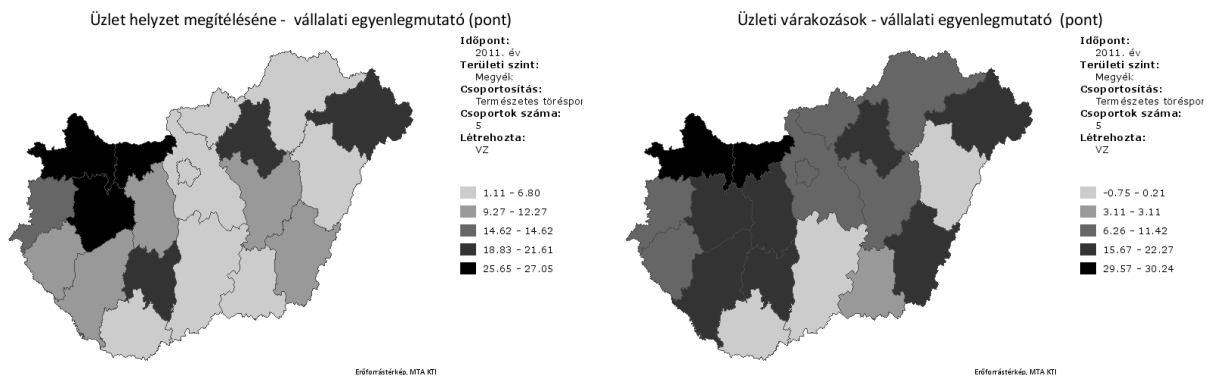 Üzlet helyzet megítéléséne - vállalati egyenlegmutató (pont)
Időpont:
2011. év
Területi szint:
Megyék
Csoportosítás:
Természetes töréspor
Csoportok száma:
5
Létrehozta:
VZ
1.11 - 6.80
9.27 - 12.27
14.62 - 14.62
18.83 - 21.61
25.65 - 27.05
Erőforrástérkép, MTA KTI
Üzleti várakozások - vállalati egyenlegmutató (pont)
Időpont:
2011. év
Területi szint:
Megyék
Csoportosítás:
Természetes töréspor
Csoportok száma:
5
Létrehozta:
VZ
-0.75 - 0.21
3.11 - 3.11
6.26 - 11.42
15.67 - 22.27
29.57 - 30.24
Erőforrástérkép, MTA KTI